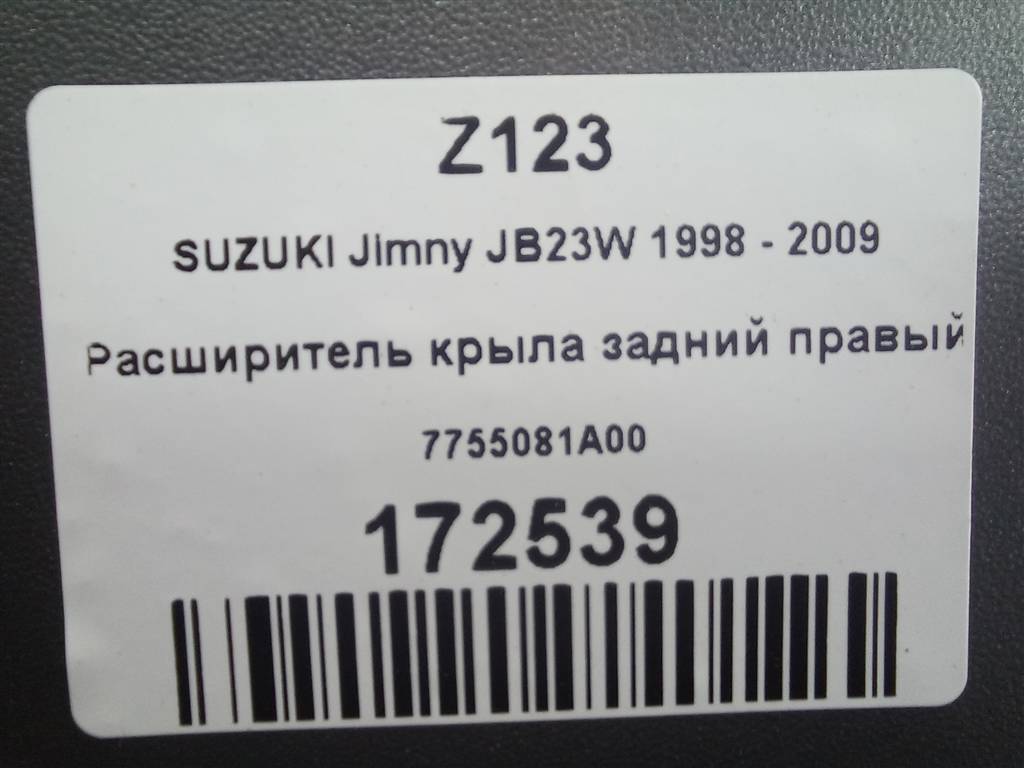 Z123
SUZUKI Jimny JB23W 1998 - 2009
Расширитель крыла задний правый
7755081A00
172539